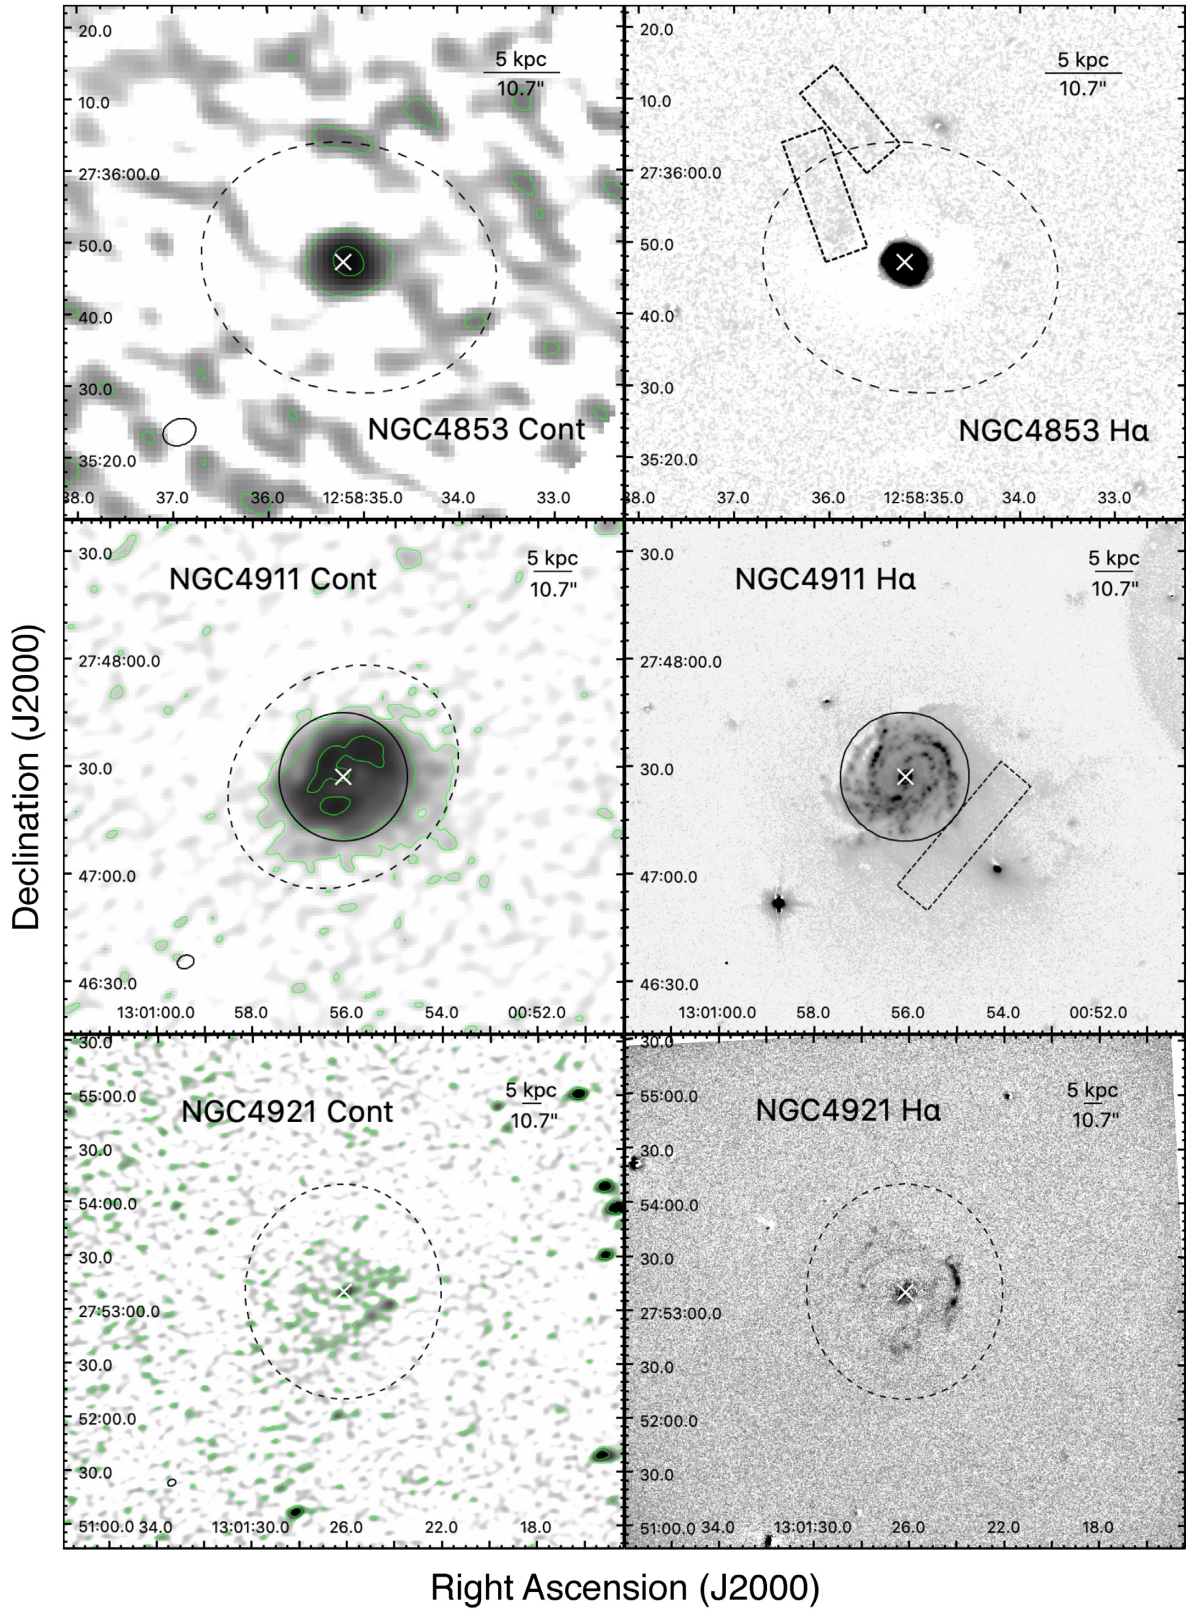 20.0
5 kpc
10.7"
10.0
27:36:00.0
50.0
40.0
30.0
NGC4853 Cont
35:20.0
38.0 37.0 36.0 12:58:35.0 34.0 33.0
20.0
5 kpc
10.7"
10.0
27:36:00.0
50.0
40.0
30.0
NGC4853 Hα
35:20.0
38.0 37.0 36.0 12:58:35.0 34.0 33.0
30.0
5 kpc
10.7"
NGC4911 Cont
27:48:00.0
30.0
47:00.0
46:30.0
13:01:00.0 58.0 56.0 54.0 00:52.0
30.0
5 kpc
10.7"
NGC4911 Hα
27:48:00.0
30.0
47:00.0
46:30.0
13:01:00.0 58.0 56.0 54.0 00:52.0
30.0
5 kpc
10.7"
55:00.0
NGC4921 Cont
30.0
54:00.0
30.0
27:53:00.0
30.0
52:00.0
30.0
51:00.0 34.0 13:01:30.0 26.0 22.0 18.0
30.0
5 kpc
10.7"
55:00.0
NGC4921 Hα
30.0
54:00.0
30.0
27:53:00.0
30.0
52:00.0
30.0
51:00.0 34.0 13:01:30.0 26.0 22.0 18.0
Declination (J2000)
Right Ascension (J2000)